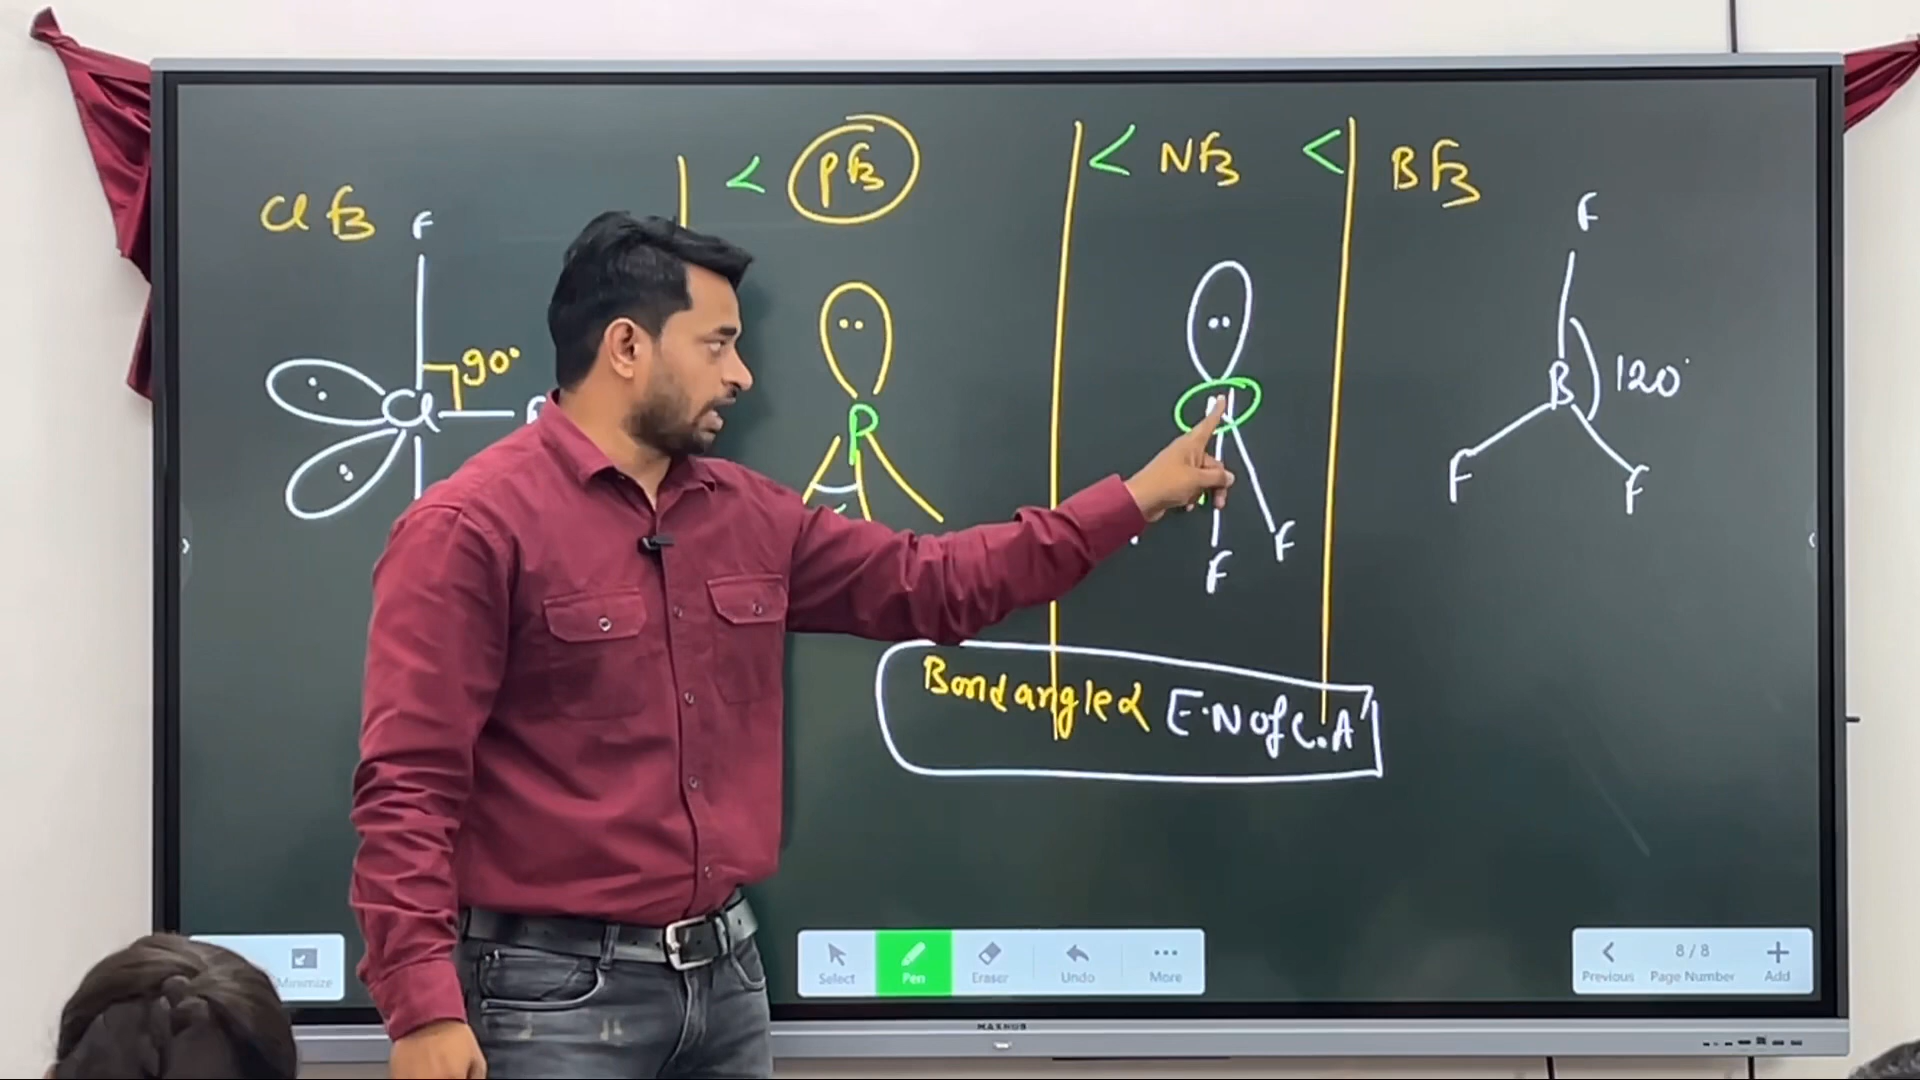 ClF3 < PF3 < NF3 < BF3
F
F
90°
Cl
P
B
120°
F
F
F
F
F
Bond angle ∝ E.N of C.A
Minimize
Select
Pen
Eraser
Undo
More
Previous
8 / 8
Page Number
Add
MAXHUB